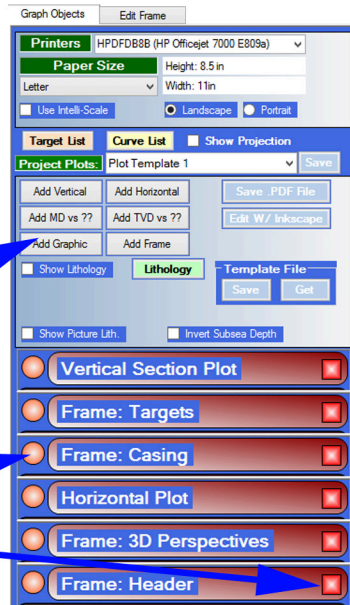 Graph Objects Edit Frame
Printers HPDFDB8B (HP Officejet 7000 E809a)
Paper Size Height: 8.5 in
Letter Width: 11in
Use Intelli-Scale Landscape Portrait
Target List Curve List Show Projection
Project Plots: Plot Template 1 Save
Add Vertical Add Horizontal Save .PDF File
Add MD vs ?? Add TVD vs ?? Edit W/ Inkscape
Add Graphic Add Frame
Show Lithology Lithology Template File
Save Get
Show Picture Lith. Invert Subsea Depth
Vertical Section Plot
Frame: Targets
Frame: Casing
Horizontal Plot
Frame: 3D Perspectives
Frame: Header